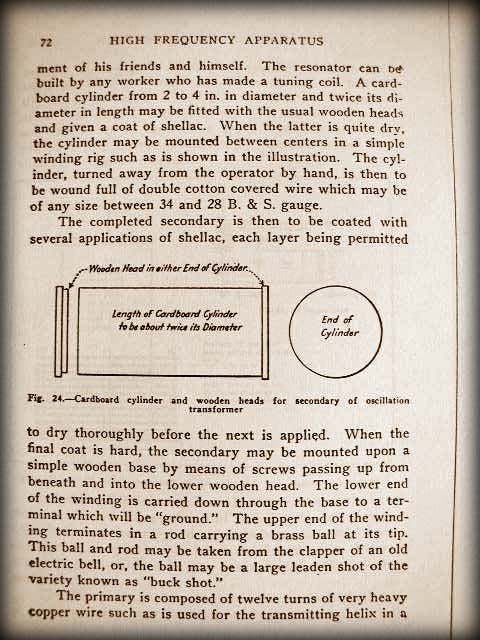 72 HIGH FREQUENCY APPARATUS
ment of his friends and himself. The resonator can be
built by any worker who has made a tuning coil. A card-
board cylinder from 2 to 4 in. in diameter and twice its di-
ameter in length may be fitted with the usual wooden heads
and given a coat of shellac. When the latter is quite dry,
the cylinder may be mounted between centers in a simple
winding rig such as is shown in the illustration. The cyl-
inder, turned away from the operator by hand, is then to
be wound full of double cotton covered wire which may be
of any size between 34 and 28 B. & S. gauge.
The completed secondary is then to be coated with
several applications of shellac, each layer being permitted
Wooden Head in either End of Cylinder.
Length of Cardboard Cylinder
to be about twice its Diameter
End of
Cylinder
Fig. 24.—Cardboard cylinder and wooden heads for secondary of oscillation
transformer
to dry thoroughly before the next is applied. When the
final coat is hard, the secondary may be mounted upon a
simple wooden base by means of screws passing up from
beneath and into the lower wooden head. The lower end
of the winding is carried down through the base to a ter-
minal which will be "ground." The upper end of the wind-
ing terminates in a rod carrying a brass ball at its tip.
This ball and rod may be taken from the clapper of an old
electric bell, or, the ball may be a large leaden shot of the
variety known as "buck shot."
The primary is composed of twelve turns of very heavy
copper wire such as is used for the transmitting helix in a